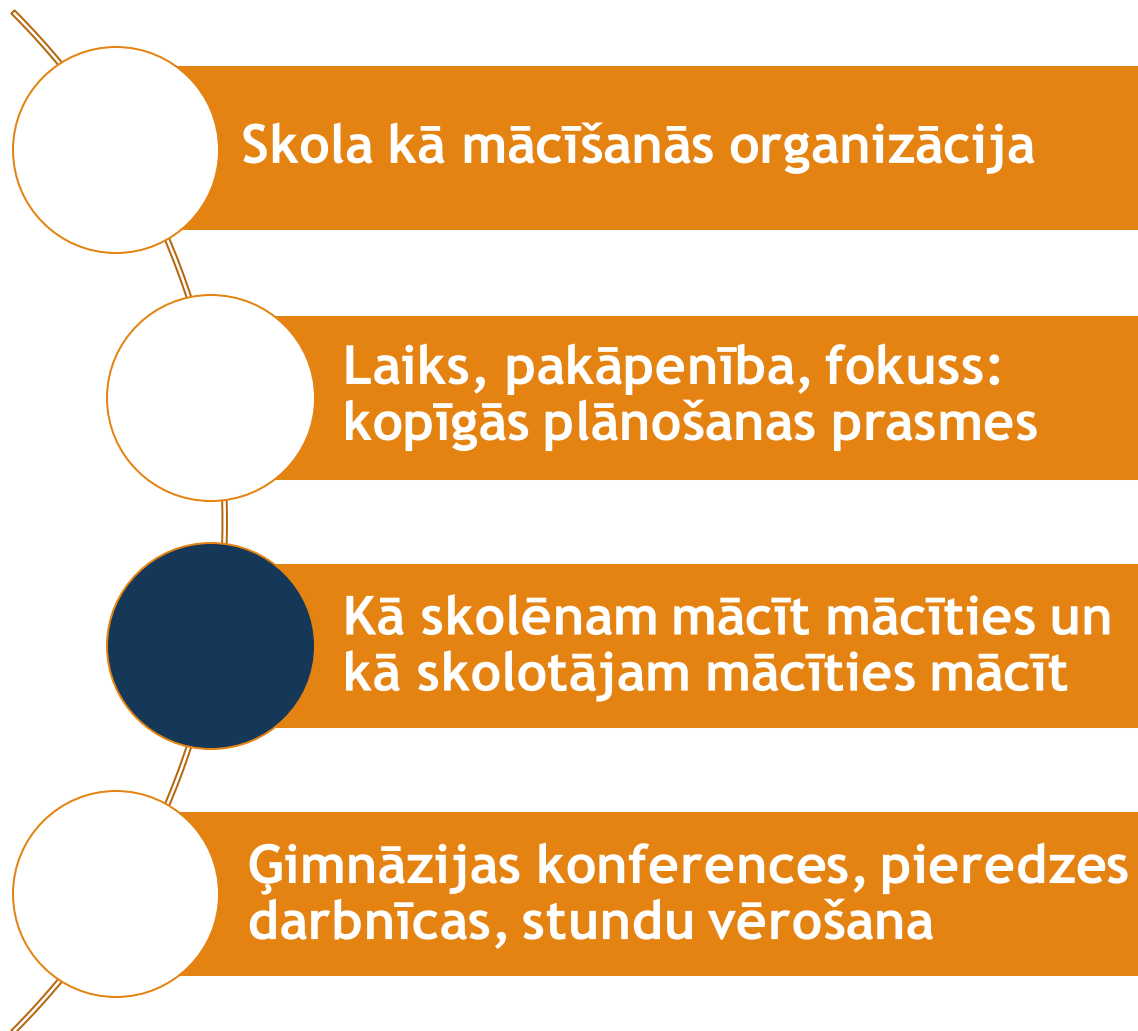 Skola kā mācīšanās organizācija
Laiks, pakāpenība, fokuss:
kopīgās plānošanas prasmes
Kā skolēnam mācīt mācīties un
kā skolotājam mācīties mācīt
Ģimnāzijas konferences, pieredzes
darbnīcas, stundu vērošana